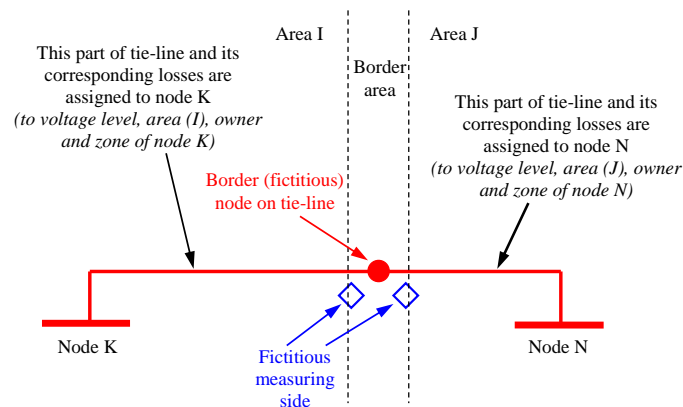 Area I
Area J
This part of tie-line and its
corresponding losses are
assigned to node K
(to voltage level, area (I), owner
and zone of node K)
Border
area
This part of tie-line and its
corresponding losses are
assigned to node N
(to voltage level, area (J), owner
and zone of node N)
Border (fictitious)
node on tie-line
Node K
Fictitious
measuring
side
Node N